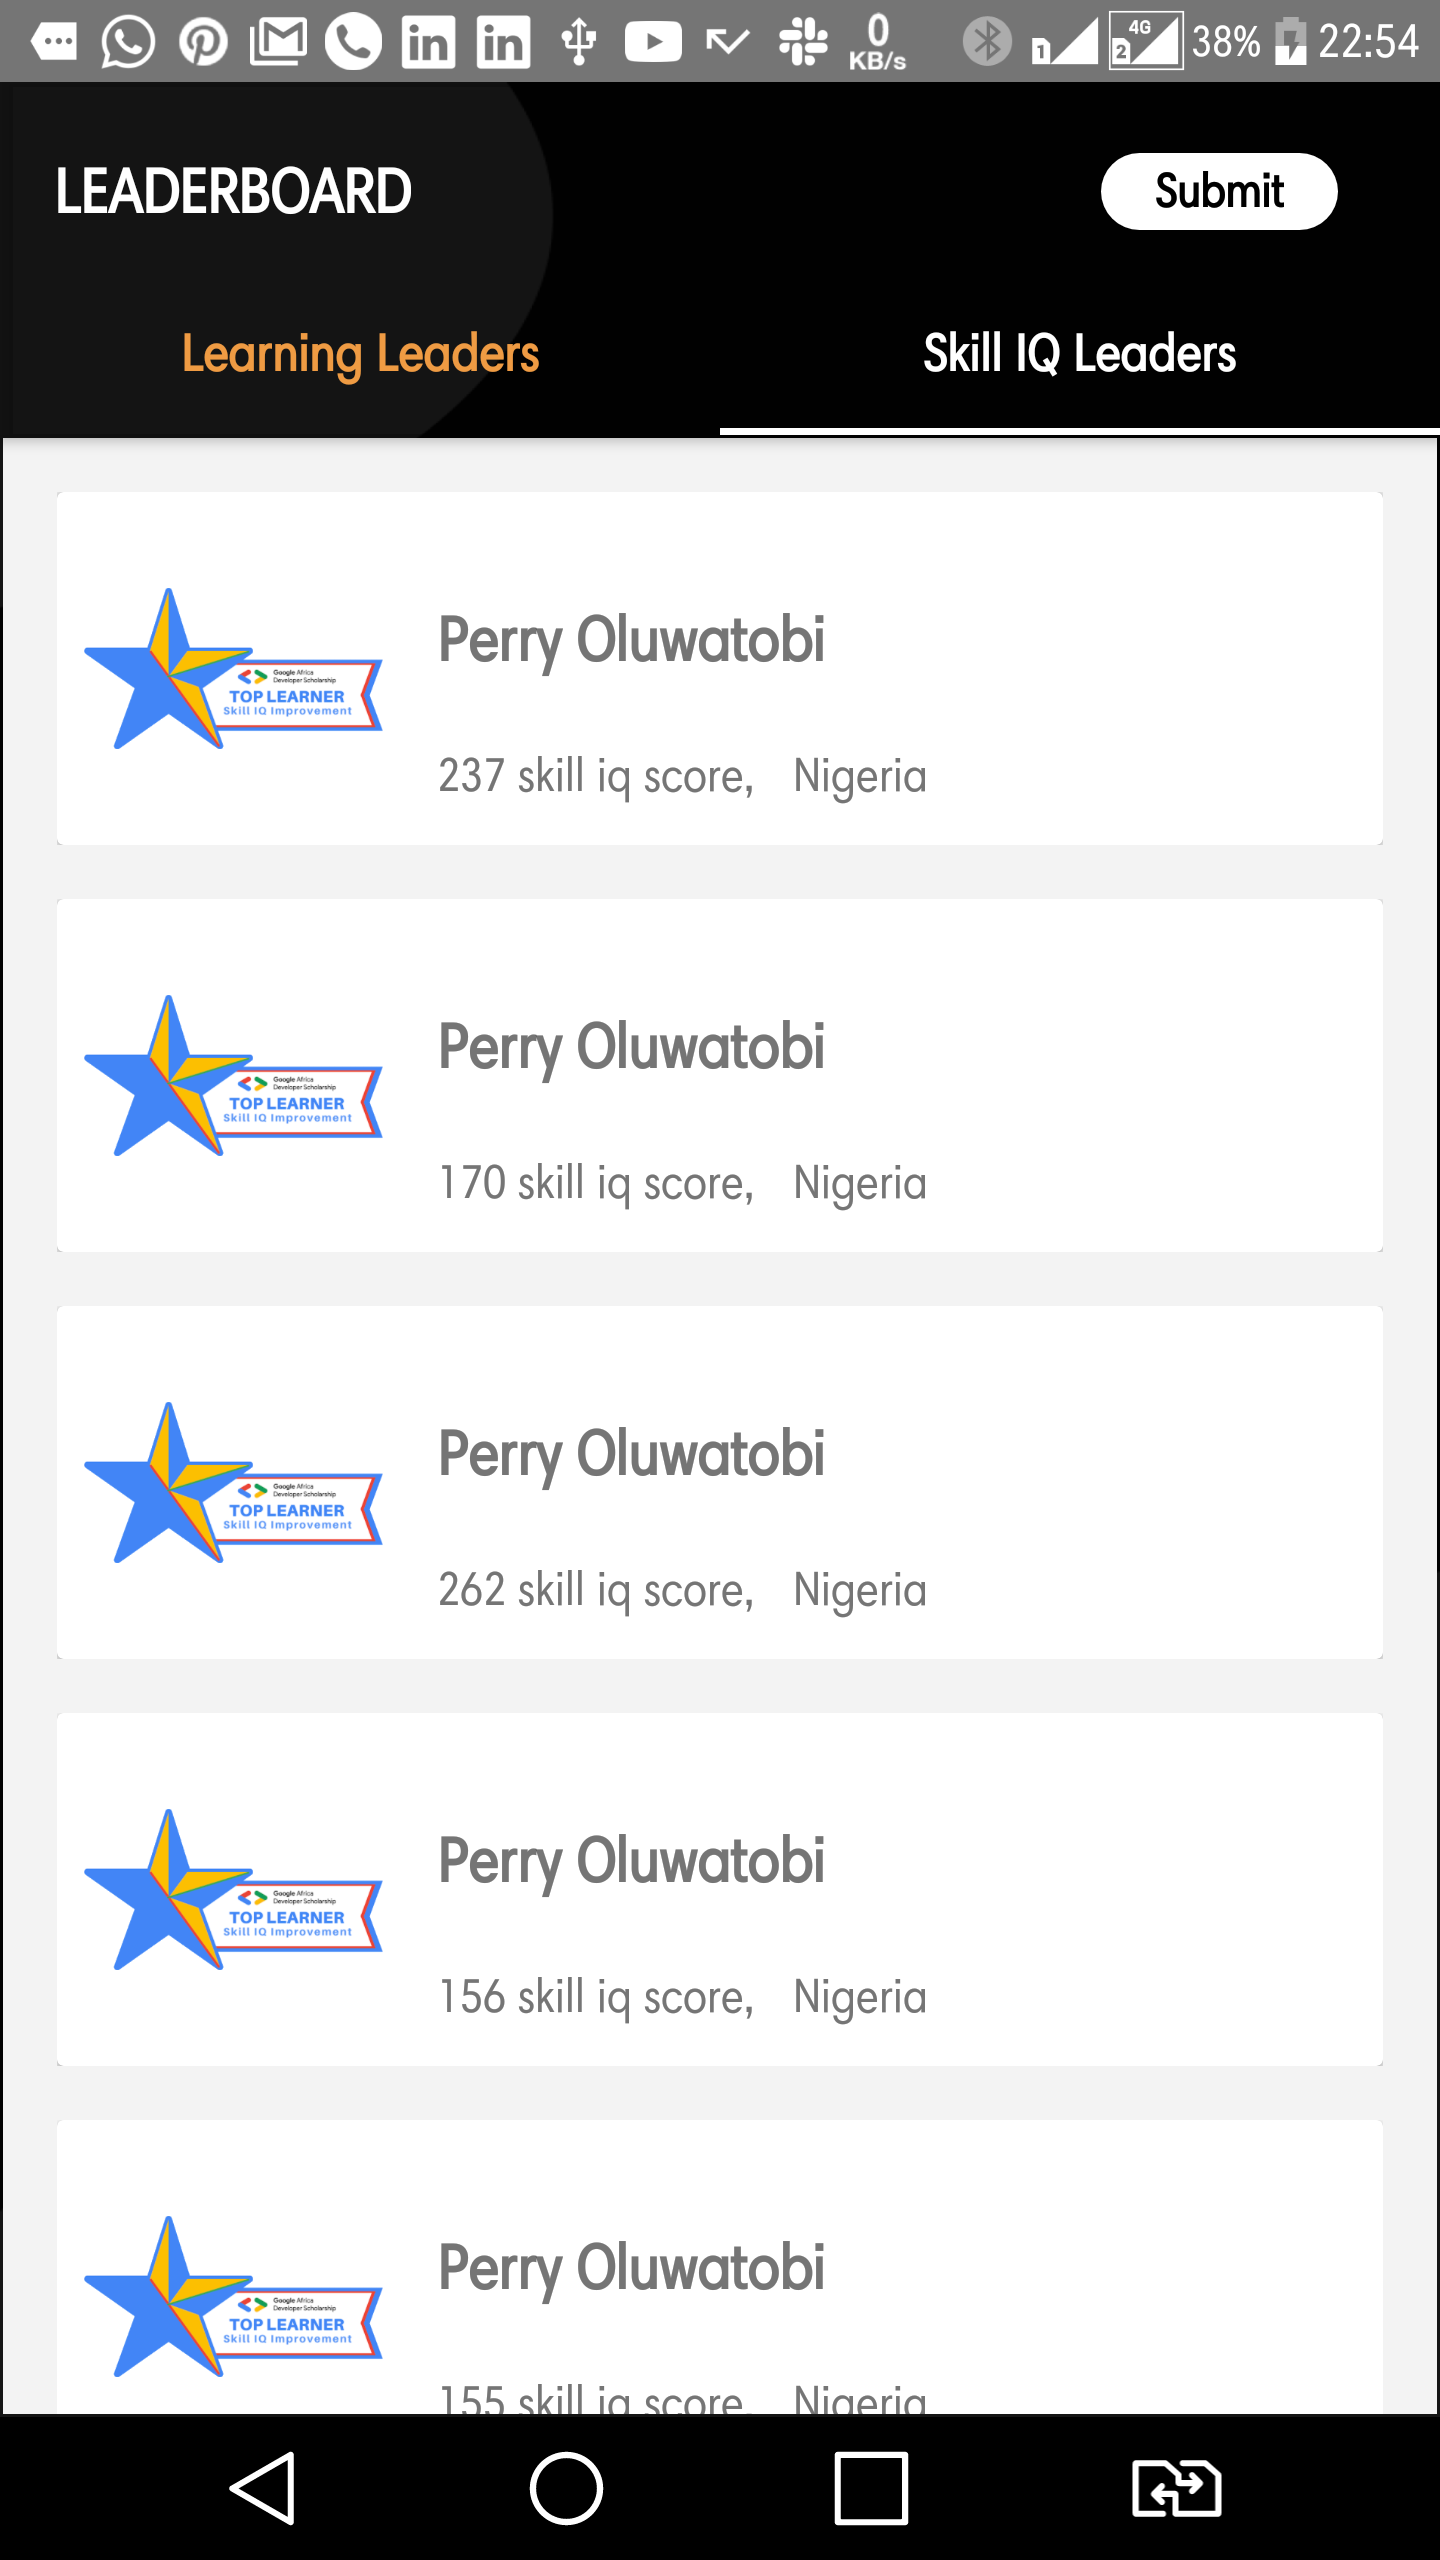 0
KB/s
1
4G
2
38%
22:54
LEADERBOARD
Submit
Learning Leaders
Skill IQ Leaders
Perry Oluwatobi
Google Africa
Developer Scholarship
TOP LEARNER
Skill IQ Improvement
237 skill iq score, Nigeria
Perry Oluwatobi
Google Africa
Developer Scholarship
TOP LEARNER
Skill IQ Improvement
170 skill iq score, Nigeria
Perry Oluwatobi
Google Africa
Developer Scholarship
TOP LEARNER
Skill IQ Improvement
262 skill iq score, Nigeria
Perry Oluwatobi
Google Africa
Developer Scholarship
TOP LEARNER
Skill IQ Improvement
156 skill iq score, Nigeria
Perry Oluwatobi
Google Africa
Developer Scholarship
TOP LEARNER
Skill IQ Improvement
155 skill iq score, Nigeria